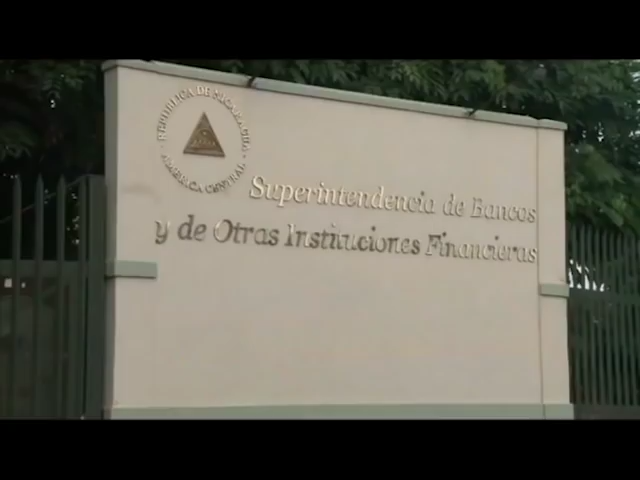 REPUBLICA DE NICARAGUA
AMERICA CENTRAL
Superintendencia de Bancos
y de Otras Instituciones Financieras